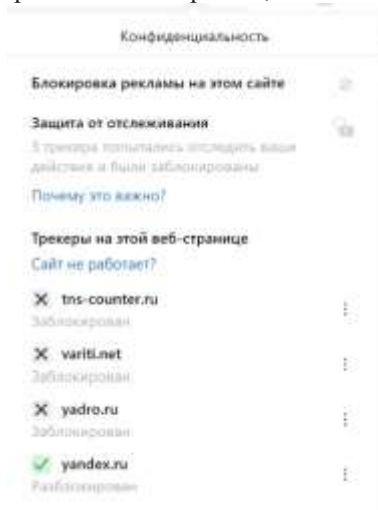 Конфиденциальность
Блокировка рекламы на этом сайте
Защита от отслеживания
3 трекера попытались отследить ваши
действия и были заблокированы
Почему это важно?
Трекеры на этой веб-странице
Сайт не работает?
tns-counter.ru
Заблокирован
variti.net
Заблокирован
yadro.ru
Заблокирован
yandex.ru
Разблокирован